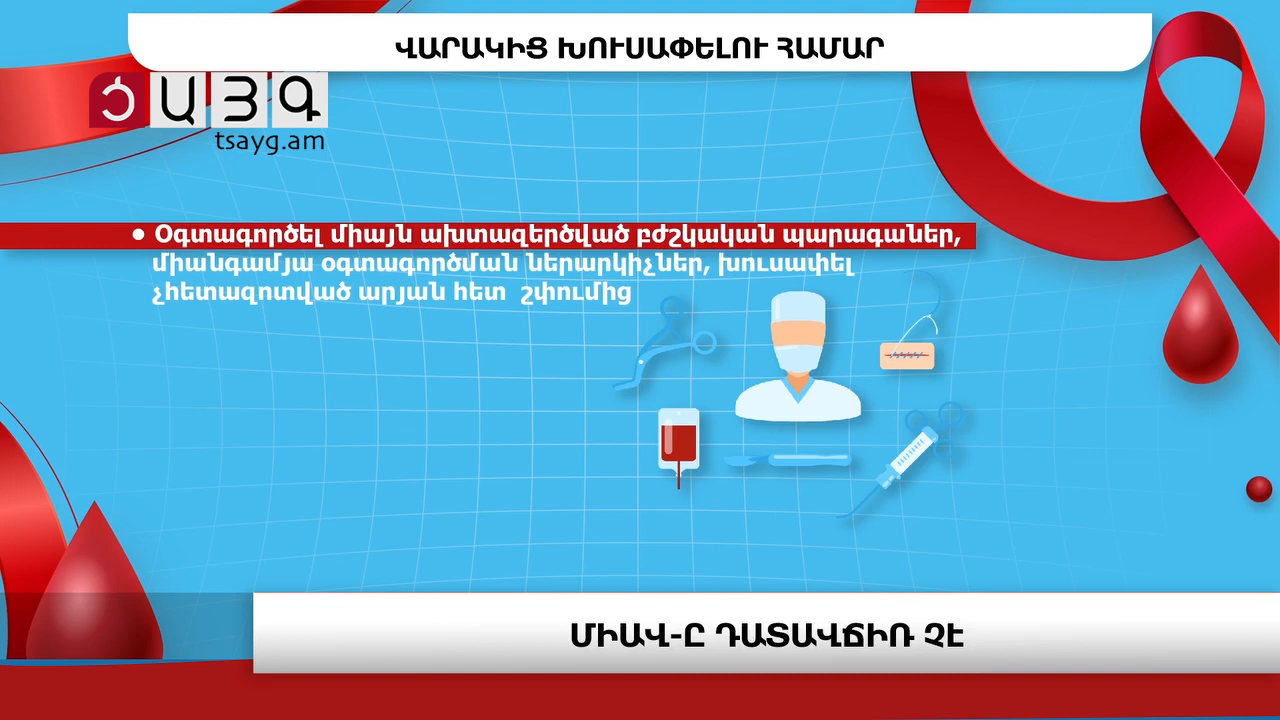 ՎԱՐԱԿԻՑ ԽՈՒՍԱՓԵԼՈՒ ՀԱՄԱՐ
ԾԱՅԳ
tsayg.am
• Օգտագործել միայն ախտազերծված բժշկական պարագաներ,
միանգամյա օգտագործման ներարկիչներ, խուսափել
չհետազոտված արյան հետ շփումից
ՄԻԱՎ-Ը ԴԱՏԱՎՃԻՌ ՉԷ